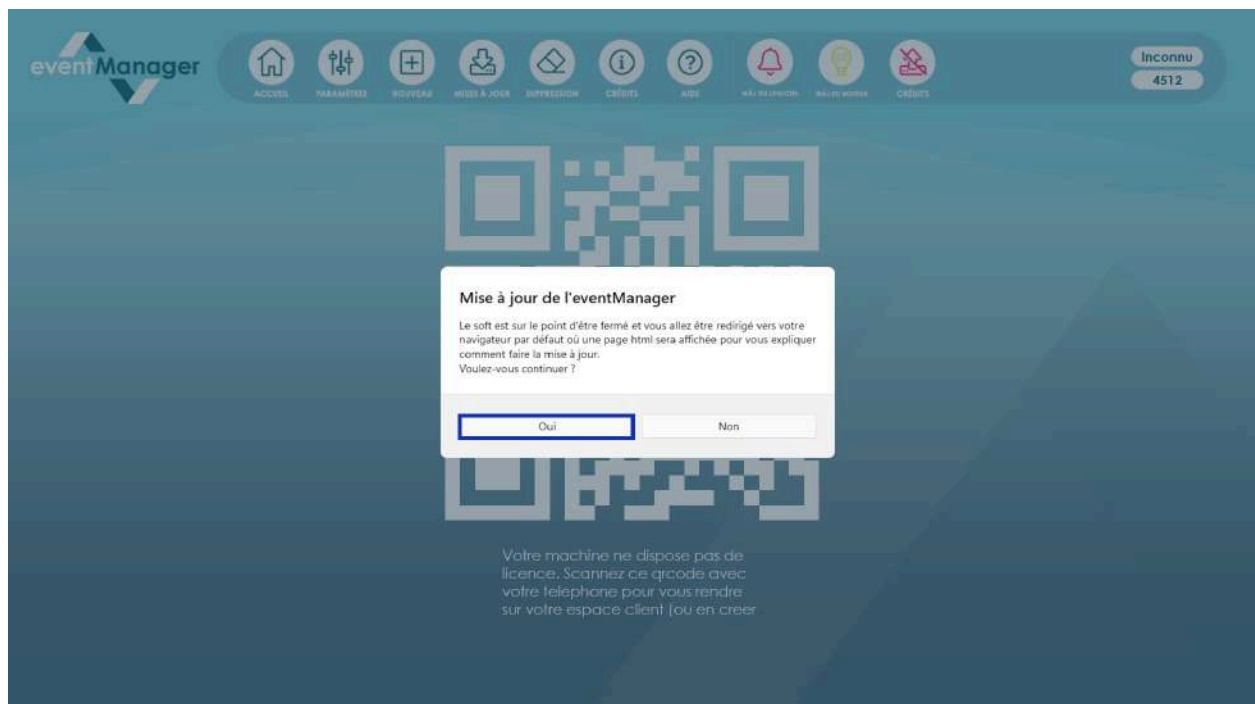 eventManager
ACCUEIL
PARAMÈTRES
NOUVEAU
MISES À JOUR
SUPPRESSION
CRÉDITS
AIDE
CRÉDITS
Inconnu
4512
Mise à jour de l'eventManager
Le soft est sur le point d'être fermé et vous allez être redirigé vers votre
navigateur par défaut où une page html sera affichée pour vous expliquer
comment faire la mise à jour.
Voulez-vous continuer ?
Oui
Non
Votre machine ne dispose pas de
licence. Scannez ce qrcode avec
votre telephone pour vous rendre
sur votre espace client (ou en creer